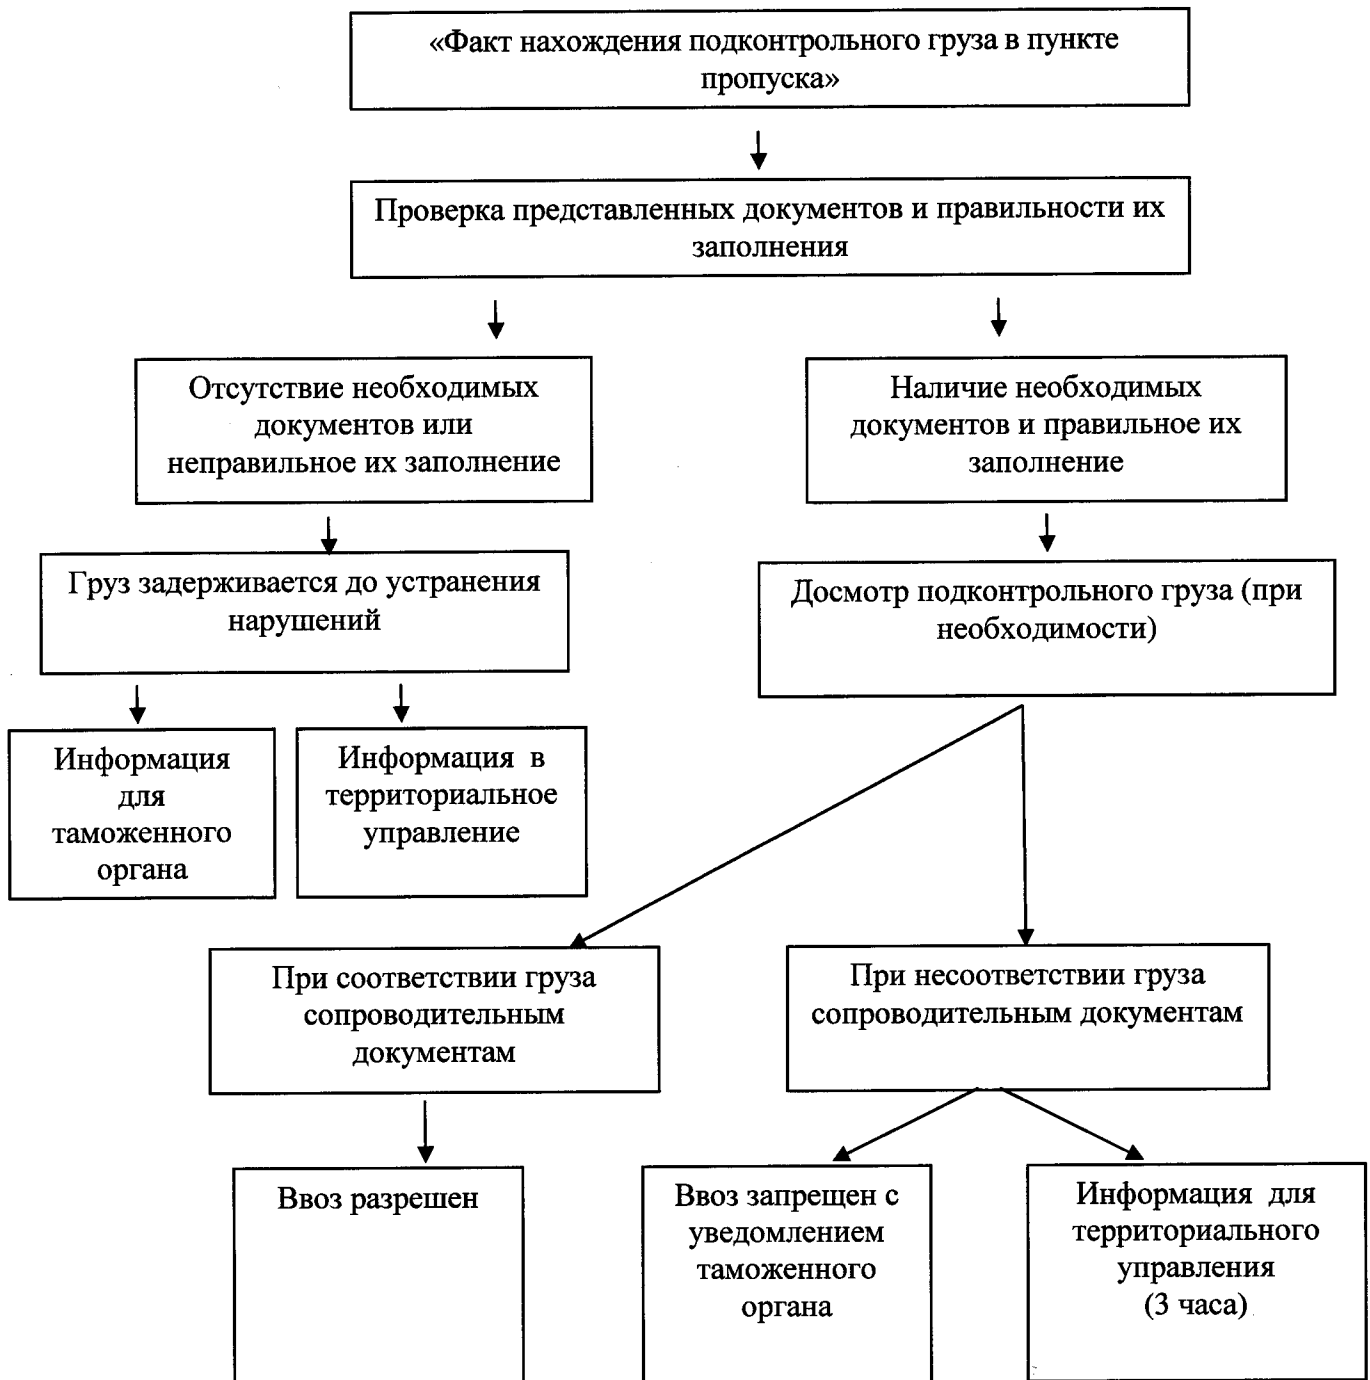 «Факт нахождения подконтрольного груза в пункте
пропуска»
Проверка представленных документов и правильности их
заполнения
Отсутствие необходимых
документов или
неправильное их заполнение
Наличие необходимых
документов и правильное их
заполнение
Груз задерживается до устранения
нарушений
Досмотр подконтрольного груза (при
необходимости)
Информация
для
таможенного
органа
Информация в
территориальное
управление
При соответствии груза
сопроводительным
документам
При несоответствии груза
сопроводительным документам
Ввоз разрешен
Ввоз запрещен с
уведомлением
таможенного
органа
Информация для
территориального
управления
(3 часа)